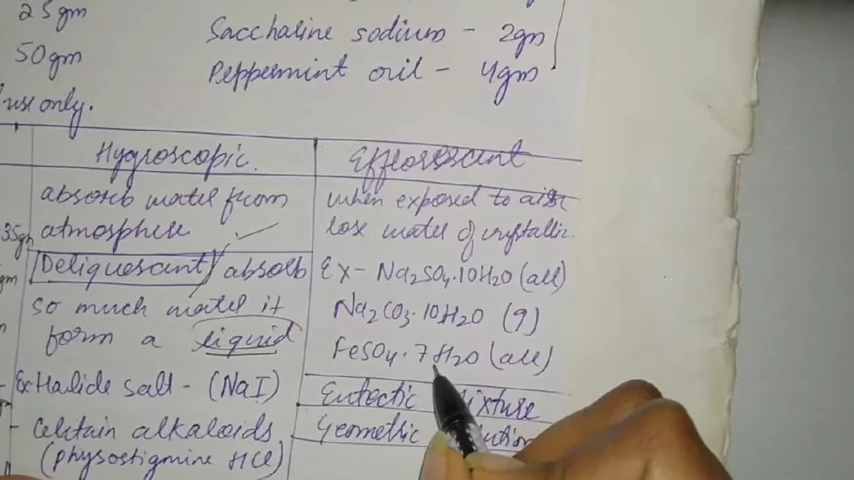 25gm
50gm
Saccharine sodium - 2gm
Peppermint oil - 4gm
use only.
Hygroscopic.
absorb water from
atmosphere
Deliquescant absorb
so much water it
form a liquid
Ex Halide salt - (NaI)
- Certain alkaloids
(physostigmine HCl)
Efflorescent
when exposed to air
lose water of crystalliz.
Ex- Na2SO4.10H2O (all)
Na2CO3.10H2O (9)
FeSO4.7H2O (all)
Eutectic
Geometric